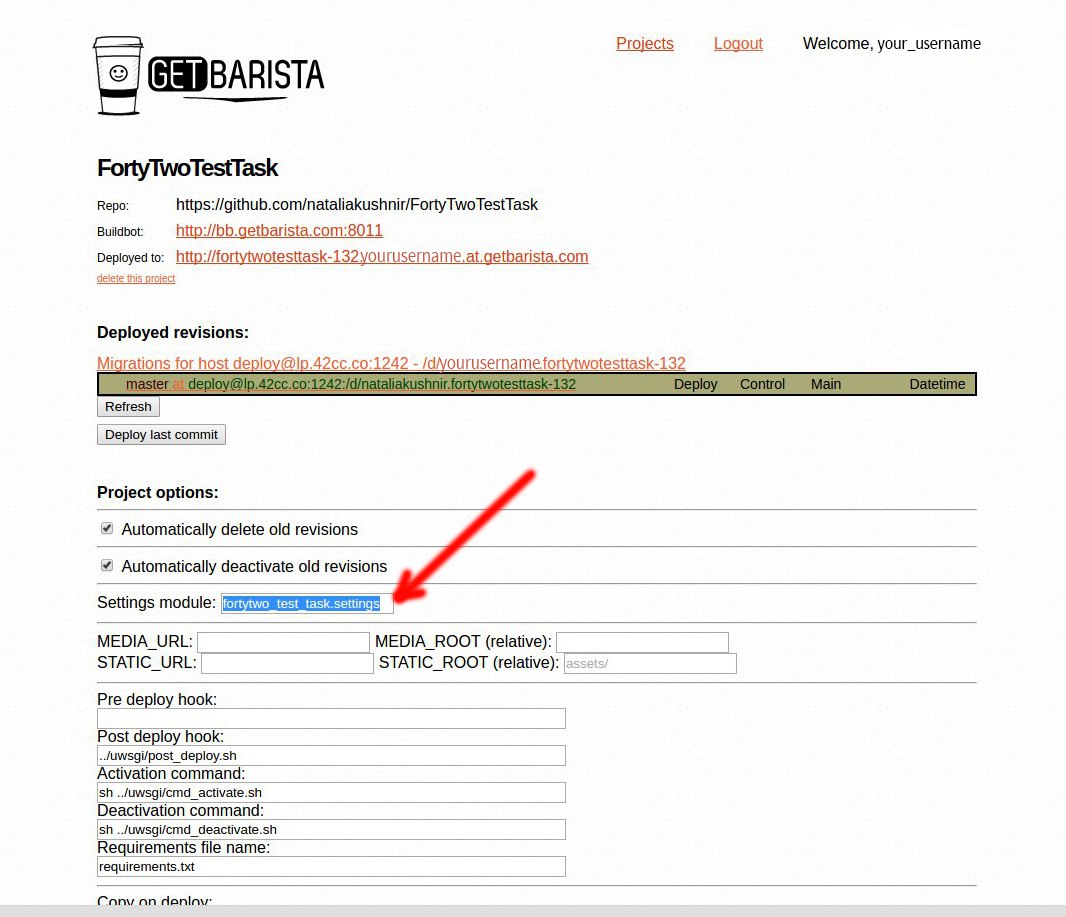 GETBARISTA
Projects Logout Welcome, your_username
FortyTwoTestTask
Repo: https://github.com/nataliakushnir/FortyTwoTestTask
Buildbot: http://bb.getbarista.com:8011
Deployed to: http://fortytwotesttask-132yourusername.at.getbarista.com
delete this project
Deployed revisions:
Migrations for host deploy@lp.42cc.co:1242 - /d/yourusername.fortytwotesttask-132
master at deploy@lp.42cc.co:1242:/d/nataliakushnir.fortytwotesttask-132 Deploy Control Main Datetime
Refresh
Deploy last commit
Project options:
Automatically delete old revisions
Automatically deactivate old revisions
Settings module: fortytwo_test_task.settings
MEDIA_URL: MEDIA_ROOT (relative):
STATIC_URL: STATIC_ROOT (relative): assets/
Pre deploy hook:
Post deploy hook:
../uwsgi/post_deploy.sh
Activation command:
sh ../uwsgi/cmd_activate.sh
Deactivation command:
sh ../uwsgi/cmd_deactivate.sh
Requirements file name:
requirements.txt
Copy on deploy: